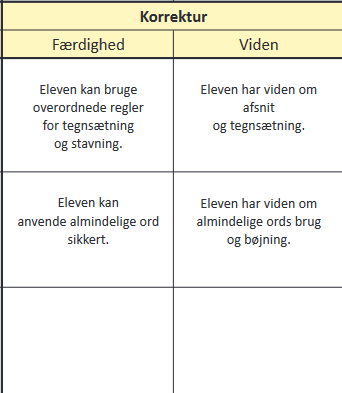 Korrektur
Færdighed
Viden
Eleven kan bruge
overordnede regler
for tegnsætning
og stavning.
Eleven har viden om
afsnit
og tegnsætning.
Eleven kan
anvende almindelige ord
sikkert.
Eleven har viden om
almindelige ords brug
og bøjning.